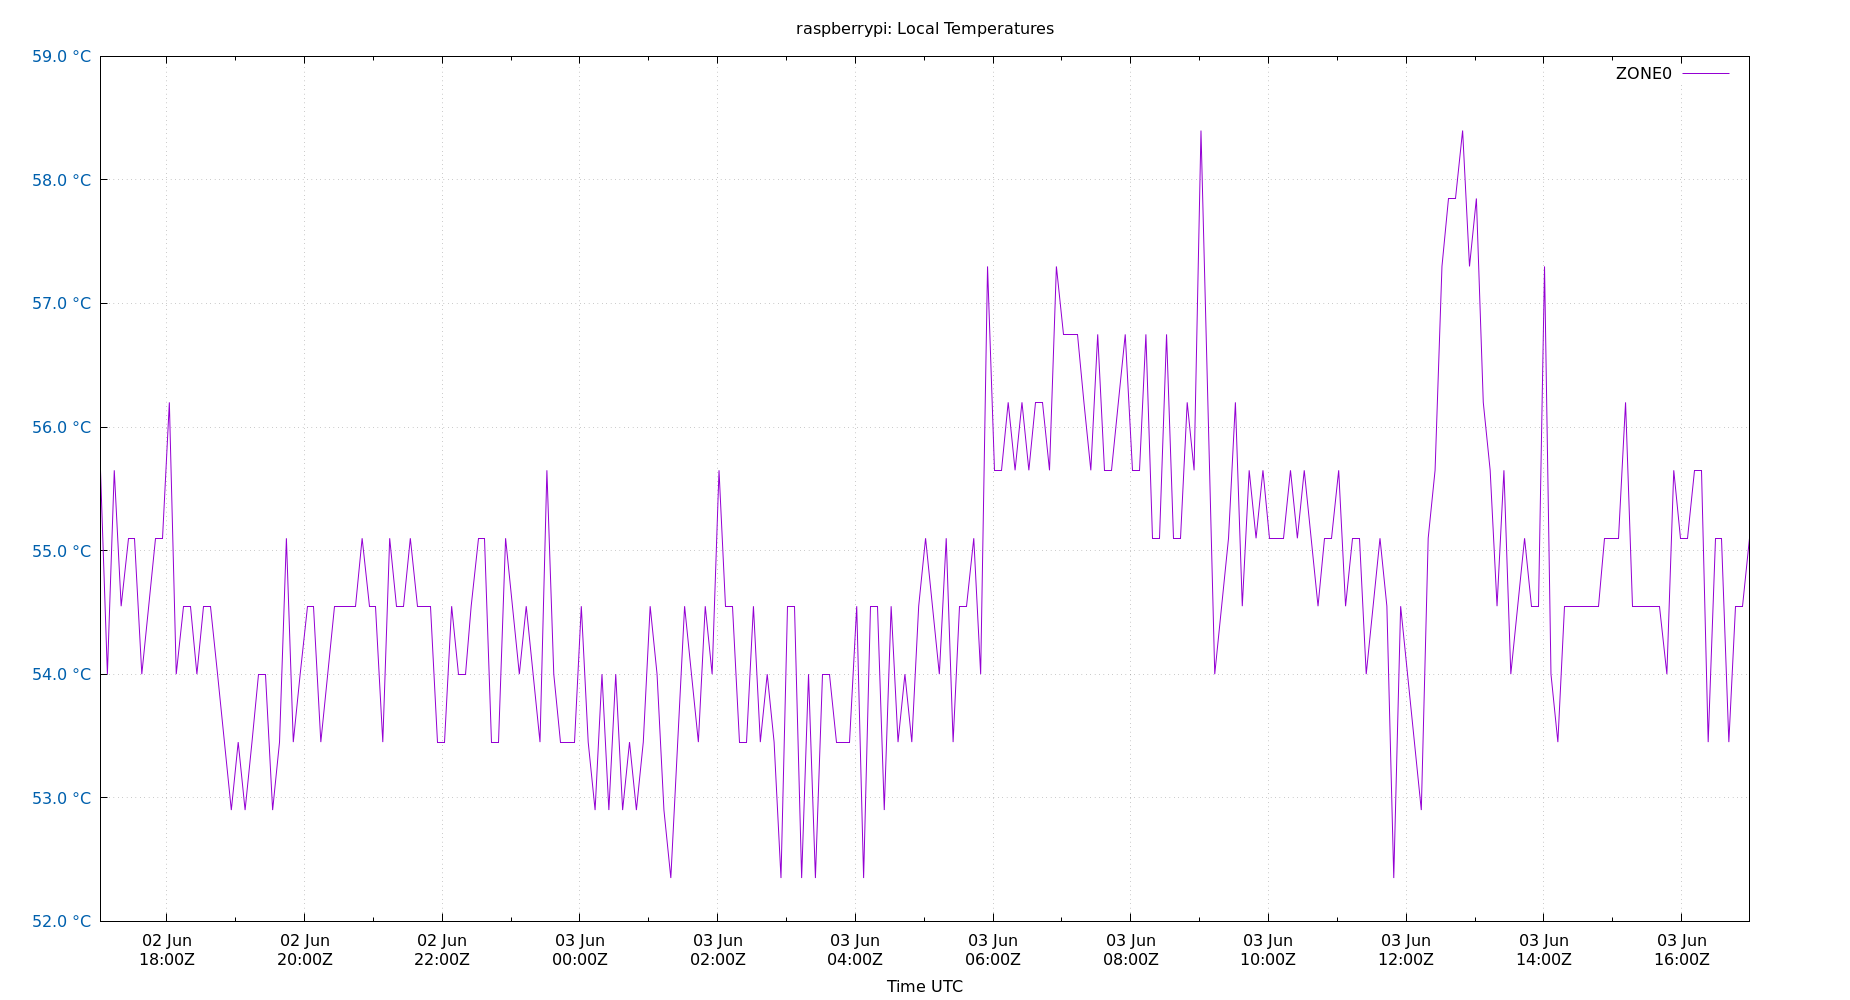 raspberrypi: Local Temperatures
59.0 °C
ZONE0
58.0 °C
57.0 °C
56.0 °C
55.0 °C
54.0 °C
53.0 °C
52.0 °C
02 Jun 02 Jun 02 Jun 03 Jun 03 Jun 03 Jun 03 Jun 03 Jun 03 Jun 03 Jun 03 Jun 03 Jun
18:00Z 20:00Z 22:00Z 00:00Z 02:00Z 04:00Z 06:00Z 08:00Z 10:00Z 12:00Z 14:00Z 16:00Z
Time UTC